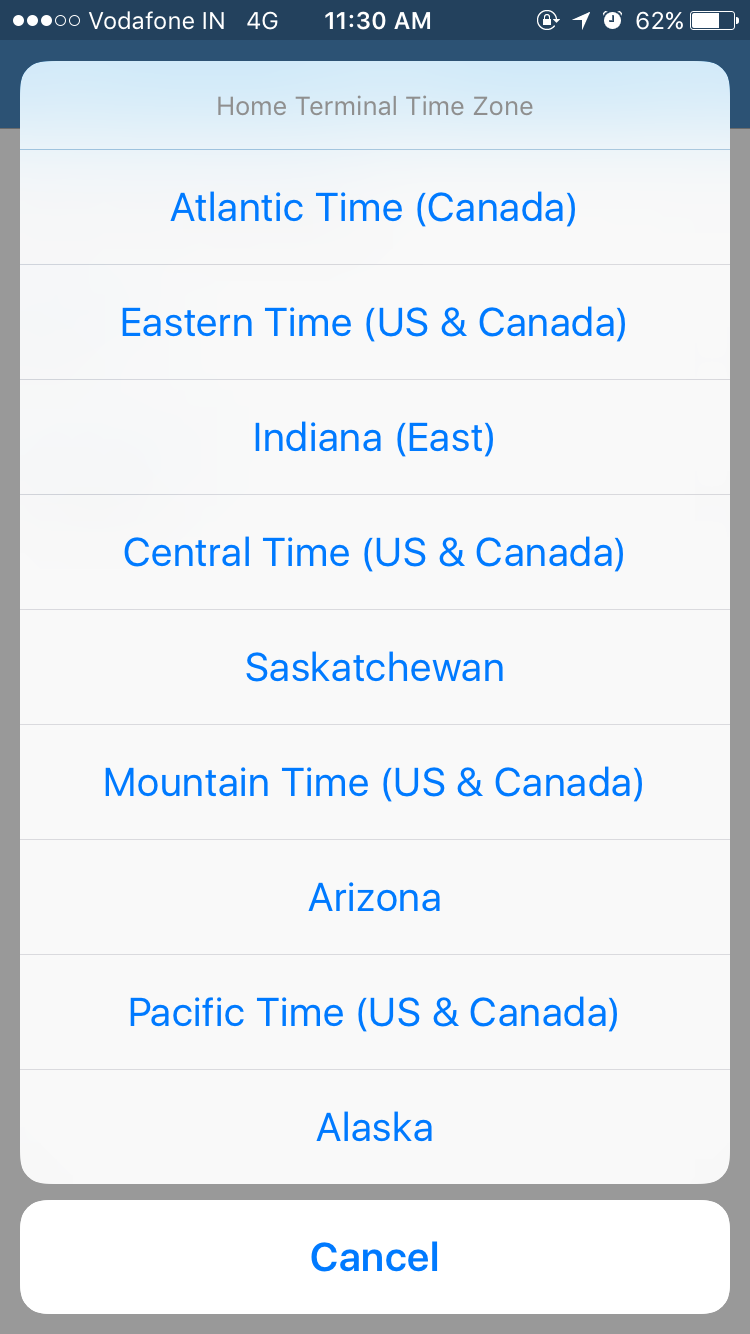 Vodafone IN 4G 11:30 AM 62%
Home Terminal Time Zone
Atlantic Time (Canada)
Eastern Time (US & Canada)
Indiana (East)
Central Time (US & Canada)
Saskatchewan
Mountain Time (US & Canada)
Arizona
Pacific Time (US & Canada)
Alaska
Cancel